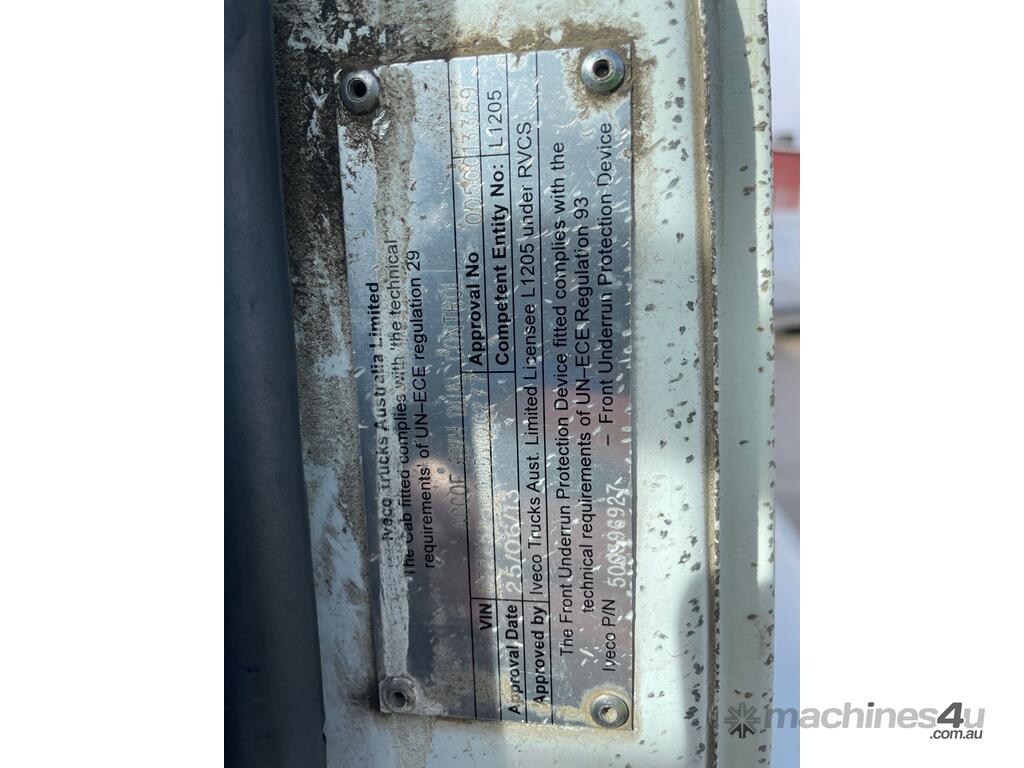 Iveco Trucks Australia Limited
The Cab fitted complies with 'the technical
requirements' of UN-ECE regulation 29
DUAL CONTROL
VIN Approval No
Approval Date 25/06/13 Competent Entity No: L1205
Approved by Iveco Trucks Aust. Limited Licensee L1205 under RVCS
The Front Underrun Protection Device fitted complies with the
technical requirements of UN-ECE Regulation 93
Iveco P/N – Front Underrun Protection Device
machines4u
.com.au